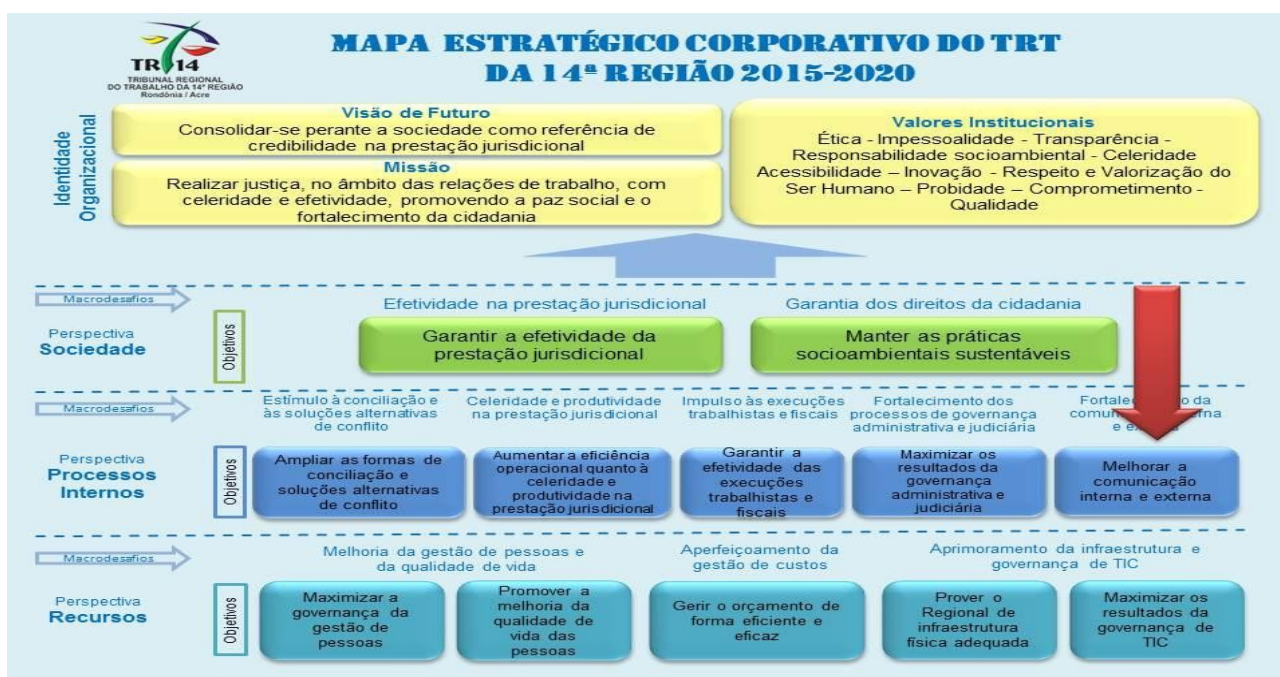 MAPA ESTRATÉGICO CORPORATIVO DO TRT
DA 14ª REGIÃO 2015-2020
TR 14
TRIBUNAL REGIONAL
DO TRABALHO DA 14ª REGIÃO
Rondônia / Acre
Identidade
Organizacional
Visão de Futuro
Consolidar-se perante a sociedade como referência de
credibilidade na prestação jurisdicional
Missão
Realizar justiça, no âmbito das relações de trabalho, com
celeridade e efetividade, promovendo a paz social e o
fortalecimento da cidadania
Valores Institucionais
Ética - Impessoalidade - Transparência -
Responsabilidade socioambiental - Celeridade
Acessibilidade – Inovação - Respeito e Valorização do
Ser Humano – Probidade – Comprometimento -
Qualidade
Macrodesafios
Efetividade na prestação jurisdicional
Garantia dos direitos da cidadania
Perspectiva
Sociedade
Objetivos
Garantir a efetividade da
prestação jurisdicional
Manter as práticas
socioambientais sustentáveis
Macrodesafios
Estímulo à conciliação e
às soluções alternativas
de conflito
Celeridade e produtividade
na prestação jurisdicional
Impulso às execuções
trabalhistas e fiscais
Fortalecimento dos
processos de governança
administrativa e judiciária
da
e
Perspectiva
Processos
Internos
Objetivos
Ampliar as formas de
conciliação e
soluções alternativas
de conflito
Aumentar a eficiência
operacional quanto à
celeridade e
produtividade na
prestação jurisdicional
Garantir a
efetividade das
execuções
trabalhistas e
fiscais
Maximizar os
resultados da
governança
administrativa e
judiciária
Melhorar a
comunicação
interna e externa
Macrodesafios
Melhoria da gestão de pessoas e
da qualidade de vida
Aperfeiçoamento da
gestão de custos
Aprimoramento da infraestrutura e
governança de TIC
Perspectiva
Recursos
Objetivos
Maximizar a
governança da
gestão de
pessoas
Promover a
melhoria da
qualidade de
vida das
pessoas
Gerir o orçamento de
forma eficiente e
eficaz
Prover o
Regional de
infraestrutura
física adequada
Maximizar os
resultados da
governança de
TIC